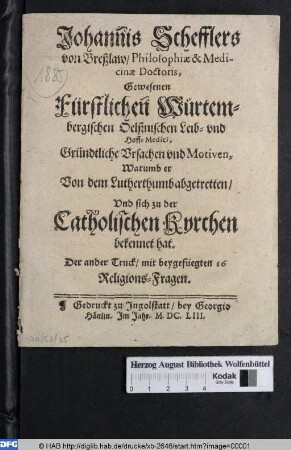 Johannis Schefflers
von Breßlaw / Philosophiæ & Medi-
cinæ Doctoris,
Gewesenen
Fürstlichen Würtem-
bergischen Oelsnischen Leib- vnd
Hoff-Medici,
Gründtliche Vrsachen vnd Motiven,
Warumb er
Von dem Lutherthumb abgetretten /
Vnd sich zu der
Catholischen Kyrchen
bekennet hat.
Der ander Truck / mit beygefüegten 16
Religions-Fragen.
¶ Gedruckt zu Ingolstatt / bey Georgio
Hänlin. Im Jahr. M. DC. LIII.
Herzog August Bibliothek Wolfenbüttel
Kodak
Gray Scale
DFG
© HAB http://diglib.hab.de/drucke/xb-2646/start.htm?image=00001